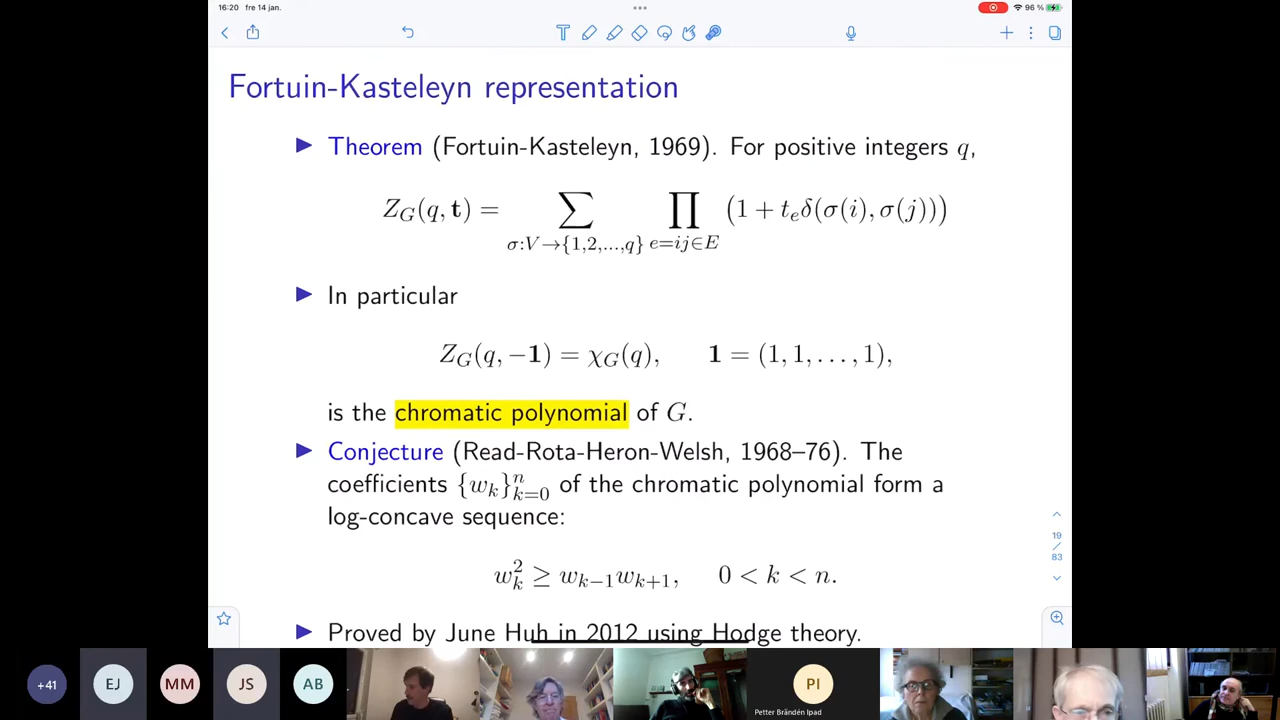 16:20 fre 14 jan.
96 %
Fortuin-Kasteleyn representation
▶ Theorem (Fortuin-Kasteleyn, 1969). For positive integers q,
Z_G(q, t) = ∑_{σ:V→{1,2,...,q}} ∏_{e=ij∈E} (1 + t_e δ(σ(i), σ(j)))
▶ In particular
Z_G(q, −1) = χ_G(q), 1 = (1, 1, . . . , 1),
is the chromatic polynomial of G.
▶ Conjecture (Read-Rota-Heron-Welsh, 1968–76). The
coefficients {w_k}_{k=0}^n of the chromatic polynomial form a
log-concave sequence:
w_k^2 ≥ w_{k−1}w_{k+1}, 0 < k < n.
▶ Proved by June Huh in 2012 using Hodge theory.
19
/
83
+41
EJ
MM
JS
AB
PI
Petter Brändén Ipad